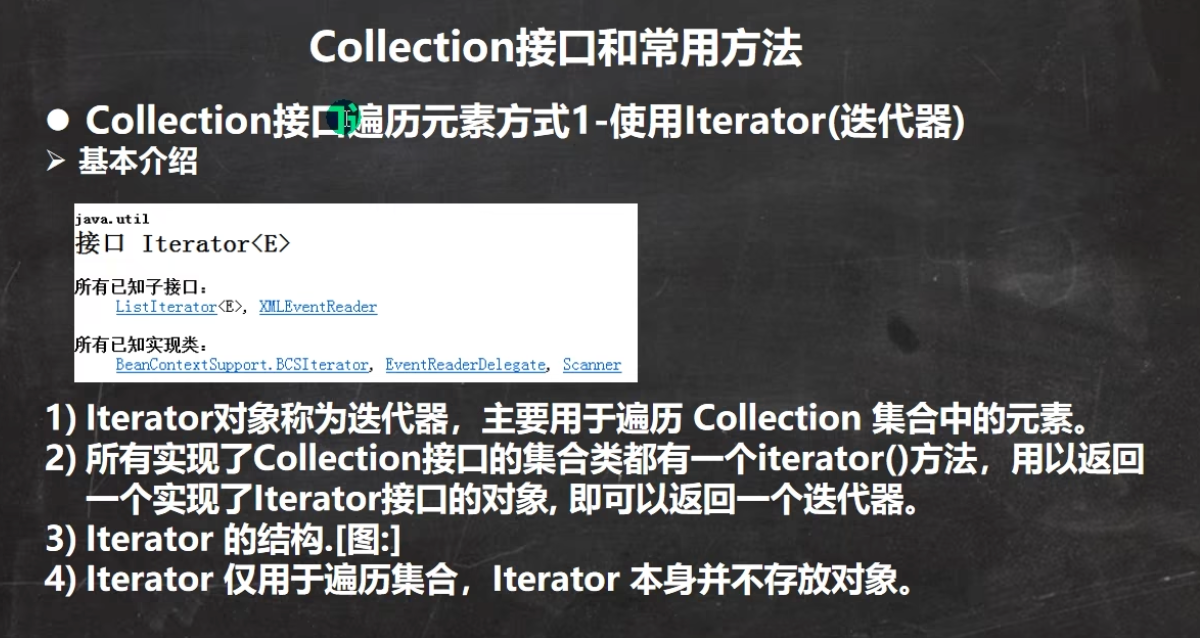 Collection接口和常用方法
● Collection接口遍历元素方式1-使用Iterator(迭代器)
➢ 基本介绍
java.util
接口 Iterator<E>
所有已知子接口：
ListIterator<E>, XMLEventReader
所有已知实现类：
BeanContextSupport.BCSIterator, EventReaderDelegate, Scanner
1) Iterator对象称为迭代器，主要用于遍历 Collection 集合中的元素。
2) 所有实现了Collection接口的集合类都有一个iterator()方法，用以返回
一个实现了Iterator接口的对象, 即可以返回一个迭代器。
3) Iterator 的结构.[图:]
4) Iterator 仅用于遍历集合，Iterator 本身并不存放对象。